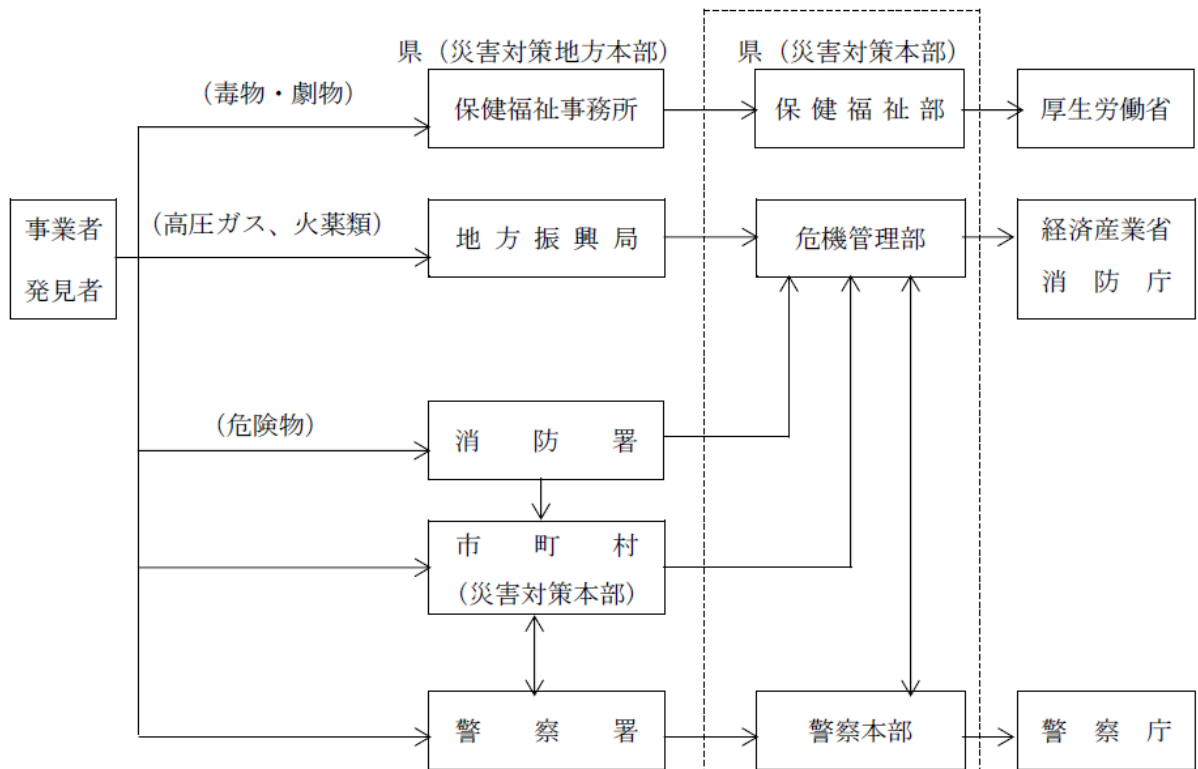 県（災害対策地方本部）
県（災害対策本部）
（毒物・劇物）
保健福祉事務所
保健福祉部
厚生労働省
事業者
発見者
（高圧ガス、火薬類）
地方振興局
危機管理部
経済産業省
消防庁
（危険物）
消防署
市町村
（災害対策本部）
警察署
警察本部
警察庁